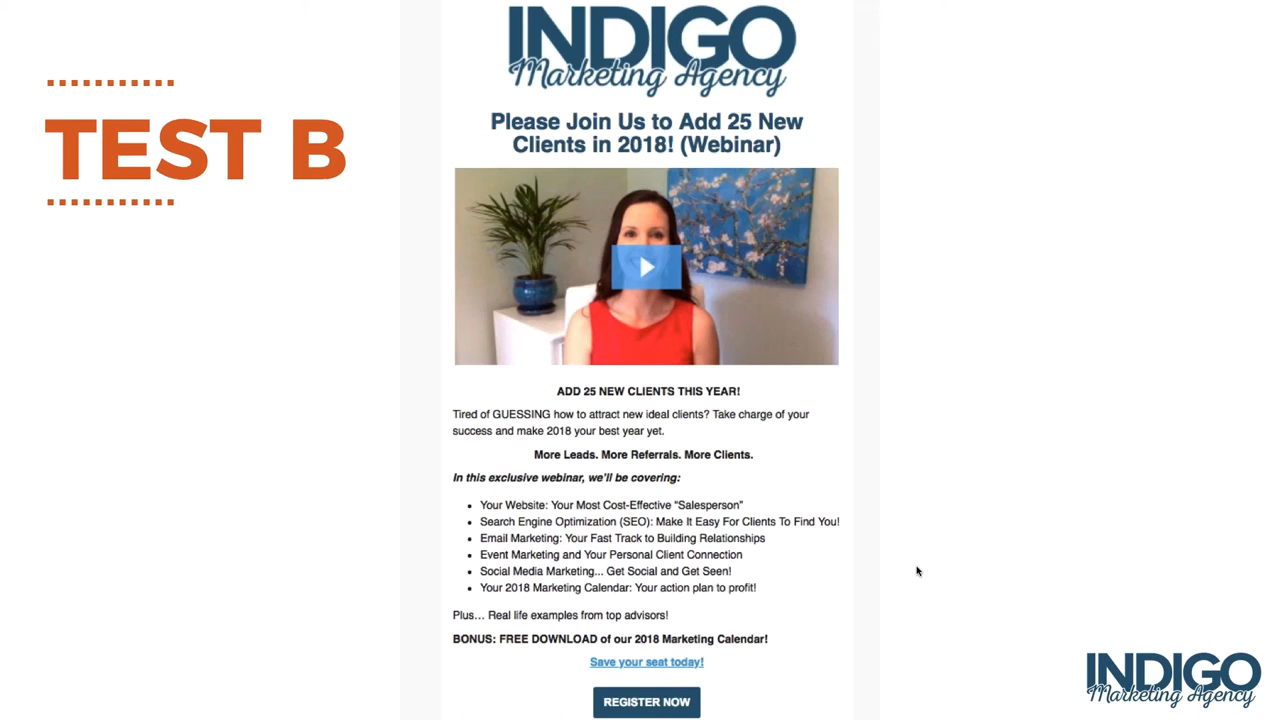 TEST B
INDIGO
Marketing Agency
Please Join Us to Add 25 New
Clients in 2018! (Webinar)
ADD 25 NEW CLIENTS THIS YEAR!
Tired of GUESSING how to attract new ideal clients? Take charge of your
success and make 2018 your best year yet.
More Leads. More Referrals. More Clients.
In this exclusive webinar, we'll be covering:
• Your Website: Your Most Cost-Effective "Salesperson"
• Search Engine Optimization (SEO): Make It Easy For Clients To Find You!
• Email Marketing: Your Fast Track to Building Relationships
• Event Marketing and Your Personal Client Connection
• Social Media Marketing... Get Social and Get Seen!
• Your 2018 Marketing Calendar: Your action plan to profit!
Plus... Real life examples from top advisors!
BONUS: FREE DOWNLOAD of our 2018 Marketing Calendar!
Save your seat today!
REGISTER NOW
INDIGO
Marketing Agency